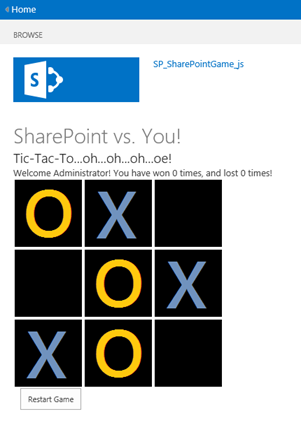 Home
BROWSE
S
SP_SharePointGame_js
SharePoint vs. You!
Tic-Tac-To...oh...oh...oh...oe!
Welcome Administrator! You have won 0 times, and lost 0 times!
O X
O X
X O
Restart Game